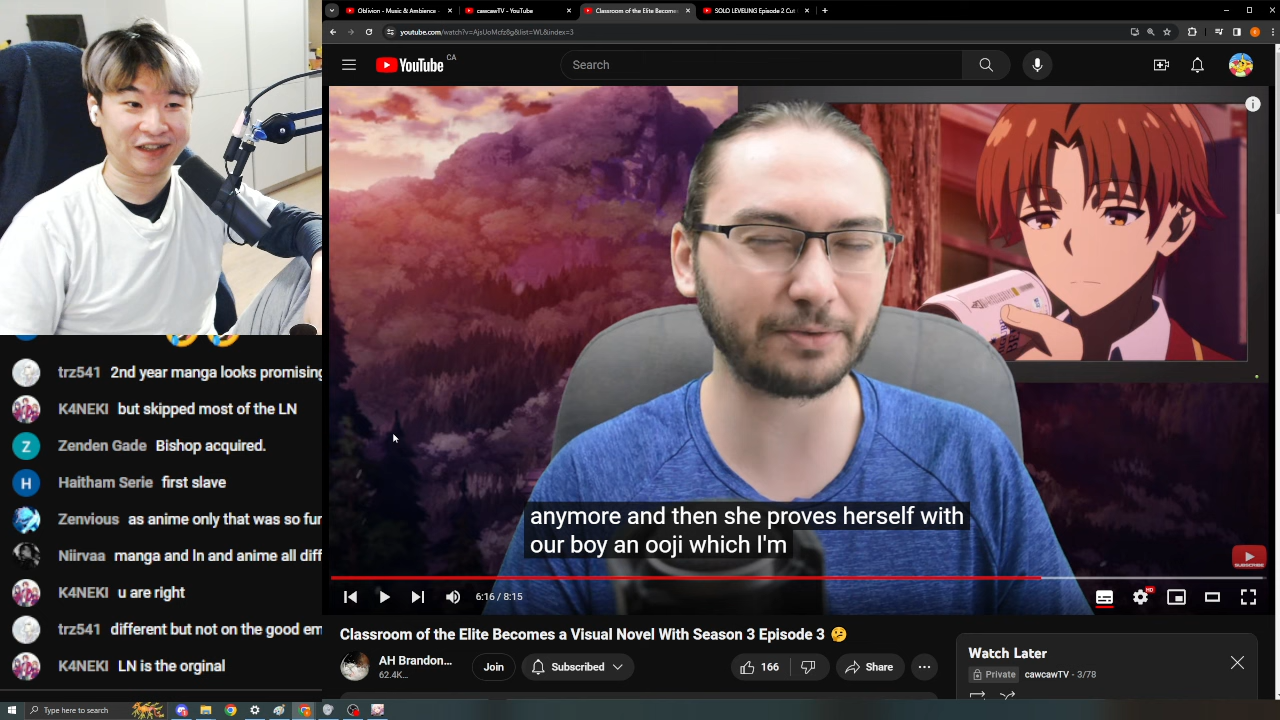 Oblivion - Music & Ambience -
cawcawTV - YouTube
Classroom of the Elite Become
SOLO LEVELING Episode 2 Cut
youtube.com/watch?v=AjsUoMcfz8g&list=WL&index=3
YouTube CA
Search
trz541 2nd year manga looks promising
K4NEKI but skipped most of the LN
Zenden Gade Bishop acquired.
Haitham Serie first slave
Zenvious as anime only that was so fur
Niirvaa manga and ln and anime all diff
K4NEKI u are right
trz541 different but not on the good em
K4NEKI LN is the orginal
anymore and then she proves herself with
our boy an ooji which I'm
SUBSCRIBE
6:16 / 8:15
HD
Classroom of the Elite Becomes a Visual Novel With Season 3 Episode 3 🤔
AH Brandon...
62.4K...
Join
Subscribed
166
Share
Watch Later
Private cawcawTV - 3/78
Type here to search